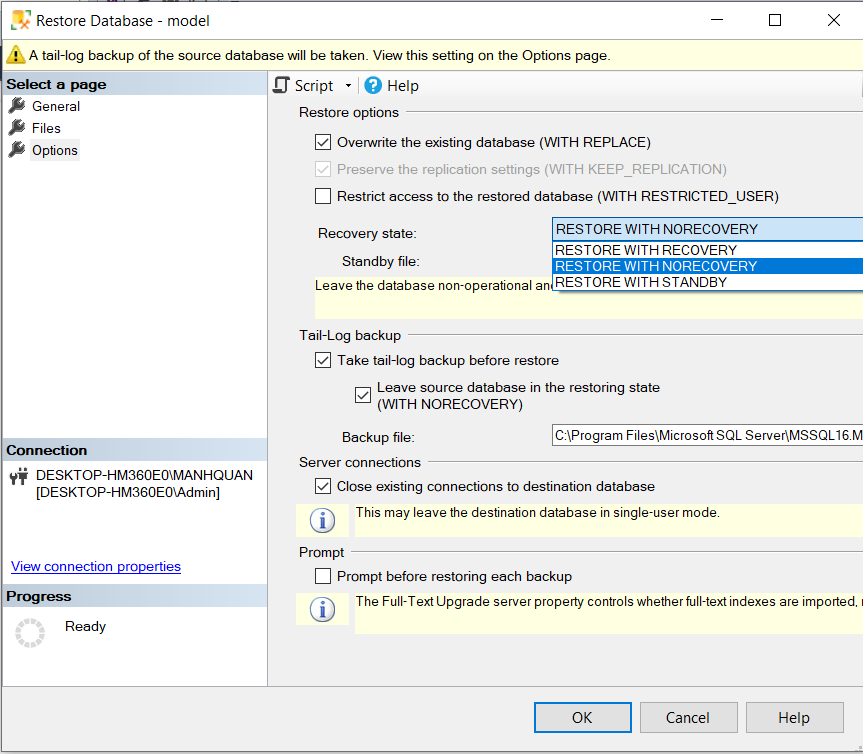 Restore Database - model
A tail-log backup of the source database will be taken. View this setting on the Options page.
Select a page
General
Files
Options
Script
Help
Restore options
Overwrite the existing database (WITH REPLACE)
Preserve the replication settings (WITH KEEP_REPLICATION)
Restrict access to the restored database (WITH RESTRICTED_USER)
Recovery state:
RESTORE WITH NORECOVERY
RESTORE WITH RECOVERY
RESTORE WITH NORECOVERY
RESTORE WITH STANDBY
Standby file:
Leave the database non-operational and
Tail-Log backup
Take tail-log backup before restore
Leave source database in the restoring state
(WITH NORECOVERY)
Backup file:
C:\Program Files\Microsoft SQL Server\MSSQL16.M
Server connections
Close existing connections to destination database
This may leave the destination database in single-user mode.
Prompt
Prompt before restoring each backup
The Full-Text Upgrade server property controls whether full-text indexes are imported,
Connection
DESKTOP-HM360E0\MANHQUAN
[DESKTOP-HM360E0\Admin]
View connection properties
Progress
Ready
OK
Cancel
Help